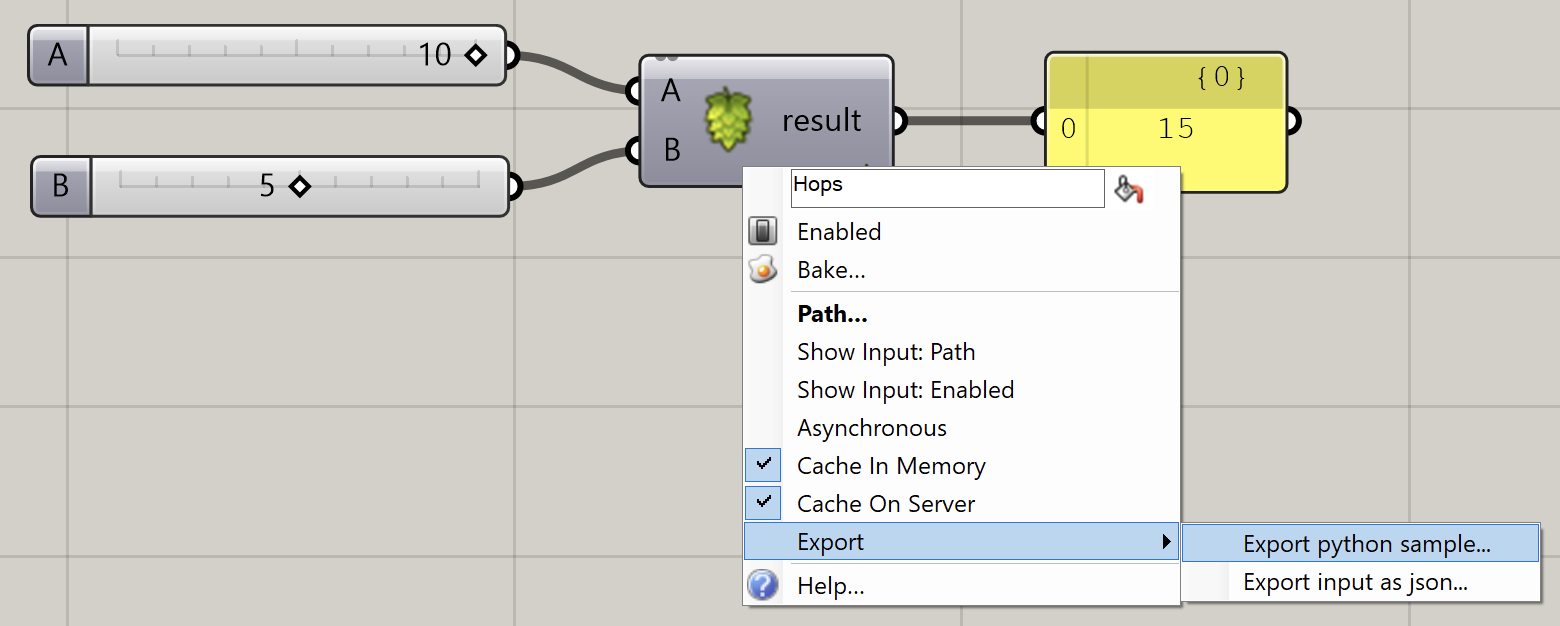 A 10
B 5
A
B
result
{0}
0 15
Hops
Enabled
Bake...
Path...
Show Input: Path
Show Input: Enabled
Asynchronous
Cache In Memory
Cache On Server
Export
Export python sample...
Export input as json...
Help...